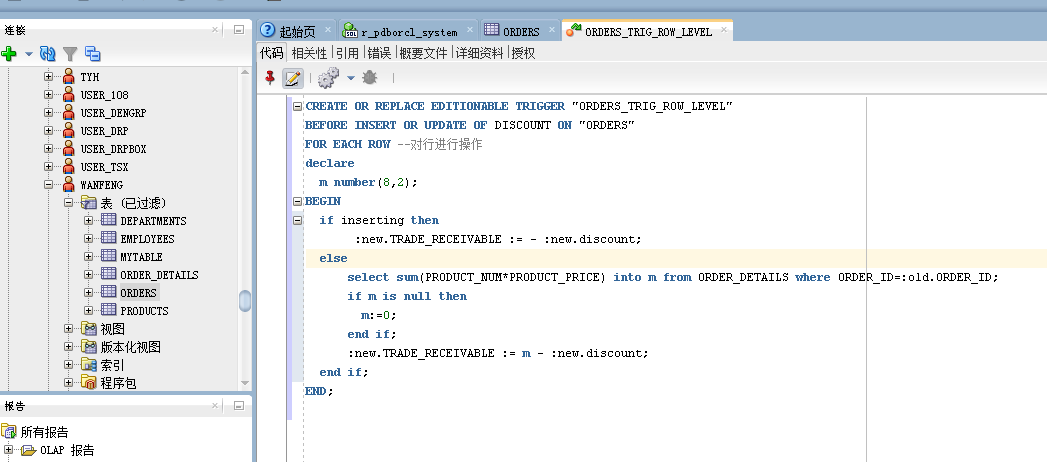 连接
起始页
r_pdborcl_system
ORDERS
ORDERS_TRIG_ROW_LEVEL
代码 相关性 引用 错误 概要文件 详细资料 授权
TYH
USER_108
USER_DENGRP
USER_DRP
USER_DRPBOX
USER_TSX
WANFENG
表 (已过滤)
DEPARTMENTS
EMPLOYEES
MYTABLE
ORDER_DETAILS
ORDERS
PRODUCTS
视图
版本化视图
索引
程序包
报告
所有报告
OLAP 报告
CREATE OR REPLACE EDITIONABLE TRIGGER "ORDERS_TRIG_ROW_LEVEL"
BEFORE INSERT OR UPDATE OF DISCOUNT ON "ORDERS"
FOR EACH ROW --对行进行操作
declare
m number(8,2);
BEGIN
if inserting then
:new.TRADE_RECEIVABLE := - :new.discount;
else
select sum(PRODUCT_NUM*PRODUCT_PRICE) into m from ORDER_DETAILS where ORDER_ID=:old.ORDER_ID;
if m is null then
m:=0;
end if;
:new.TRADE_RECEIVABLE := m - :new.discount;
end if;
END;